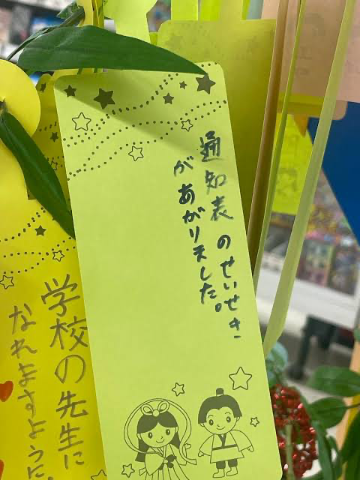 通知表のせいせき
があがりました。
学校の先生に
なれますように